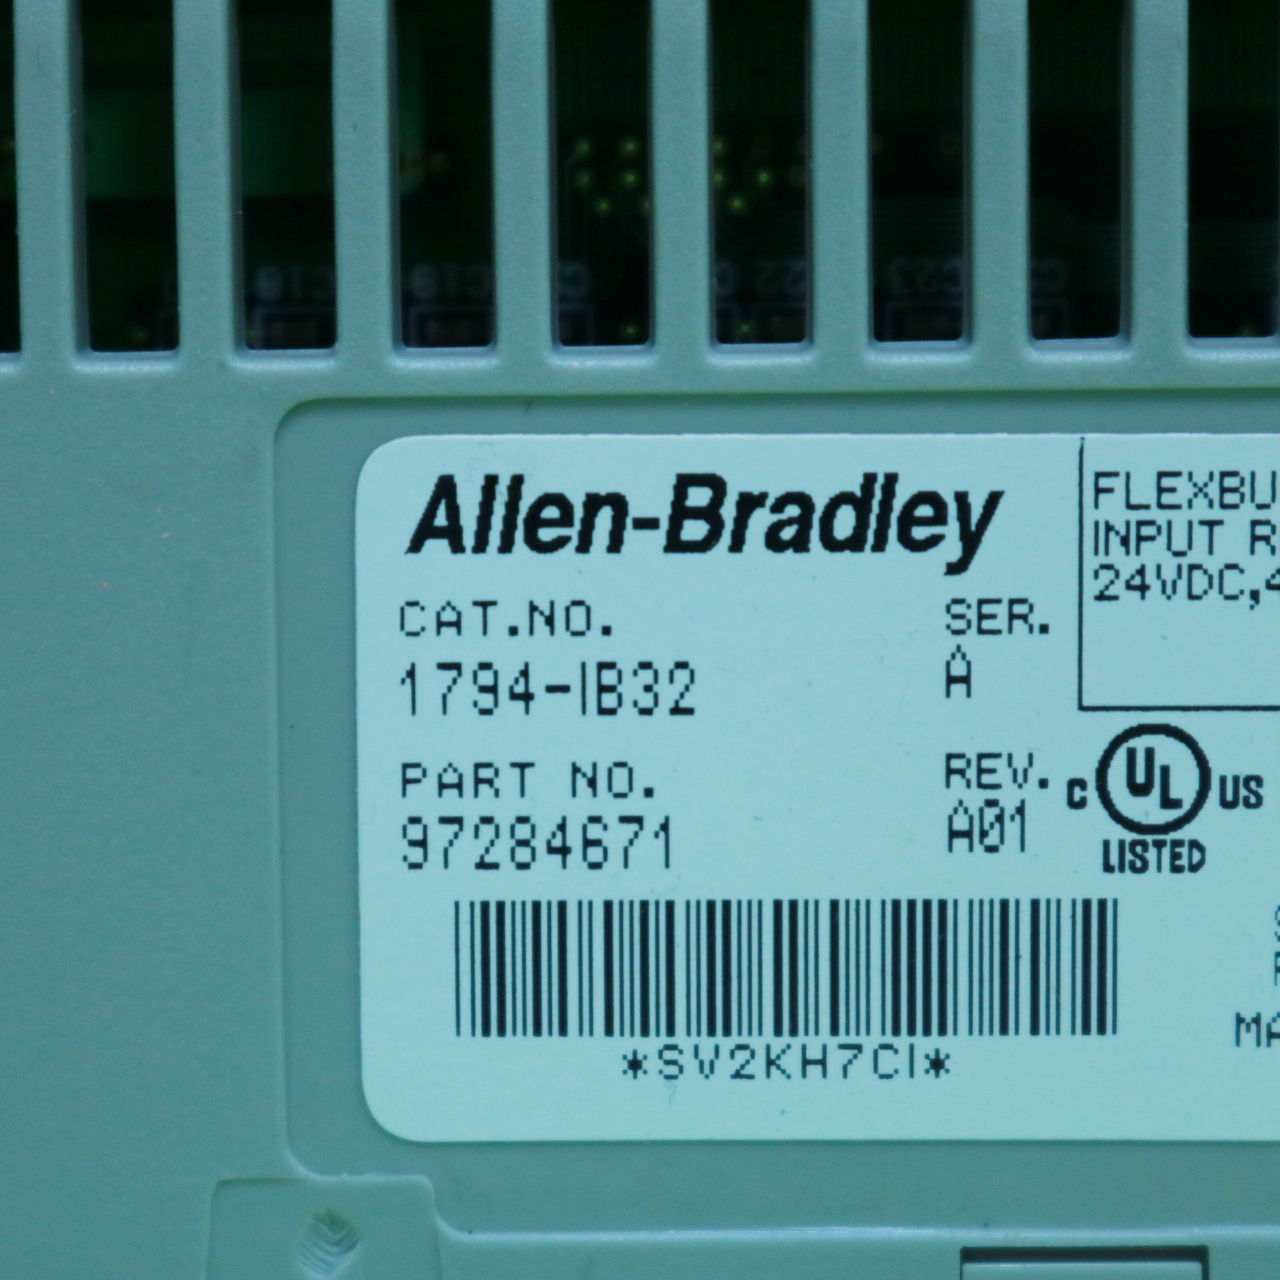 Allen-Bradley
CAT.NO.
1794-IB32
SER.
A
PART NO.
97284671
REV.
A01
FLEXBU
INPUT R
24VDC,4
C UL US
LISTED
*SV2KH7CI*
MA